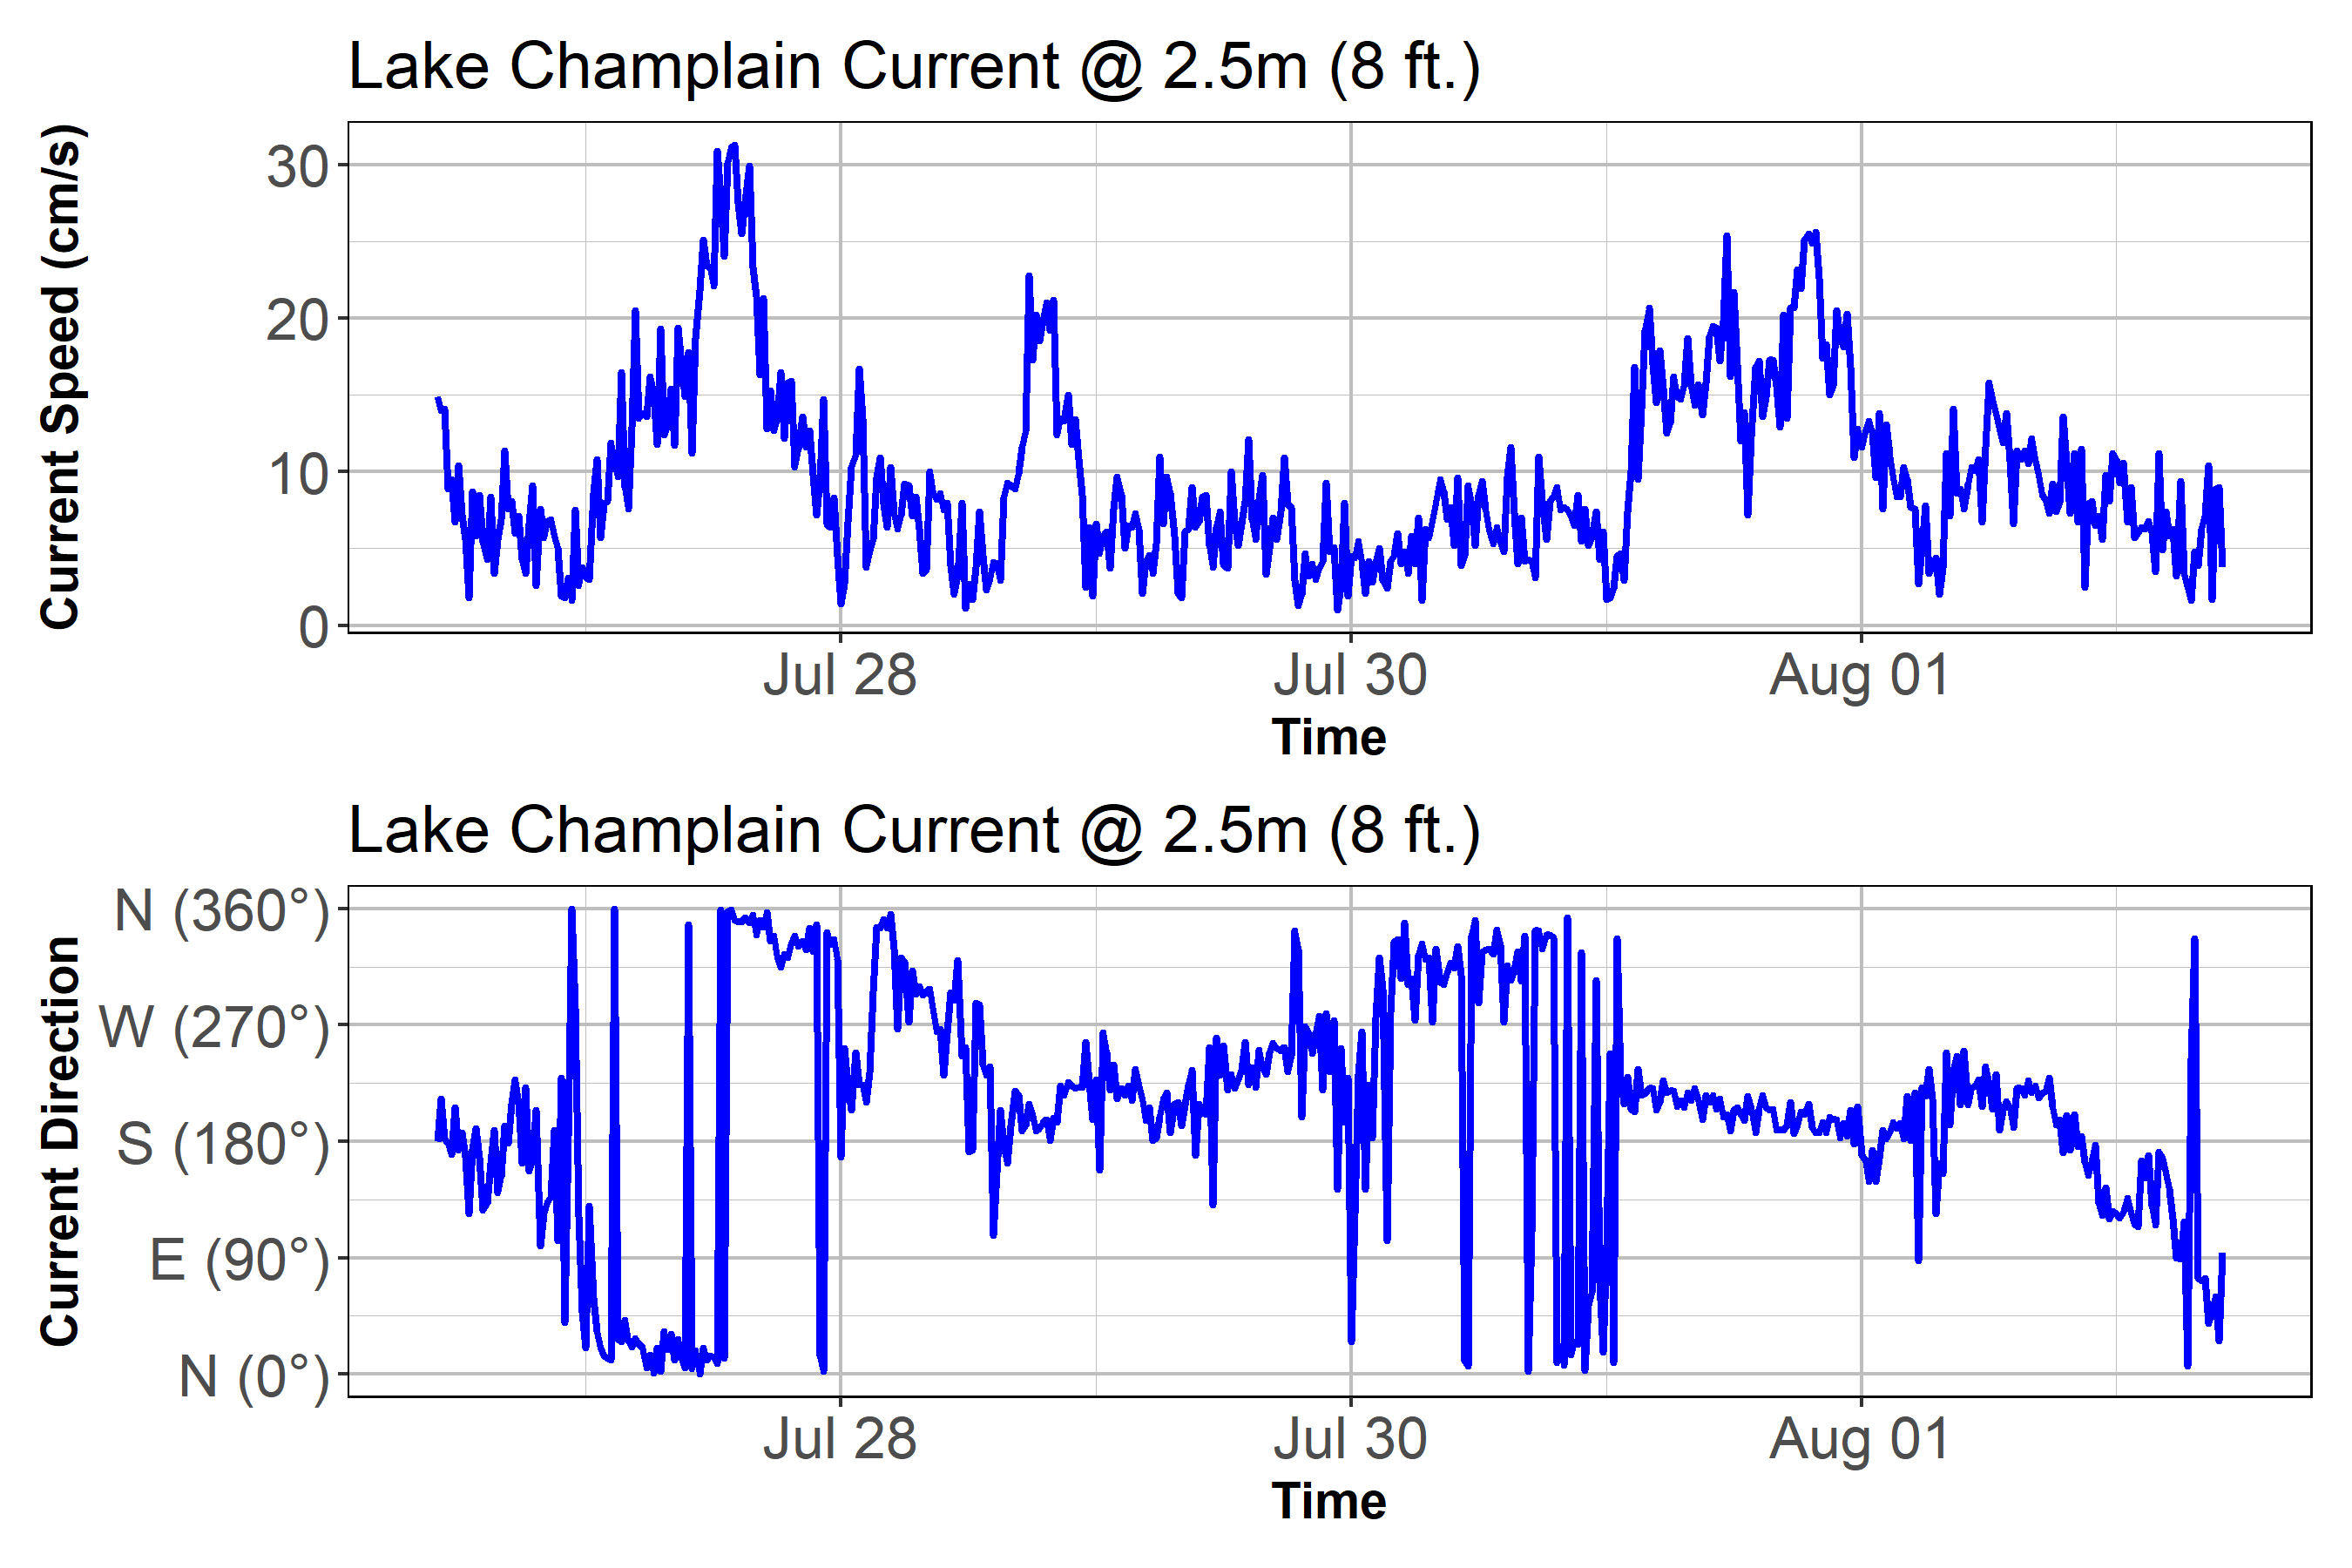 Lake Champlain Current @ 2.5m (8 ft.)
Current Speed (cm/s)
30
20
10
0
Jul 28 Jul 30 Aug 01
Time
Lake Champlain Current @ 2.5m (8 ft.)
Current Direction
N (360°)
W (270°)
S (180°)
E (90°)
N (0°)
Jul 28 Jul 30 Aug 01
Time